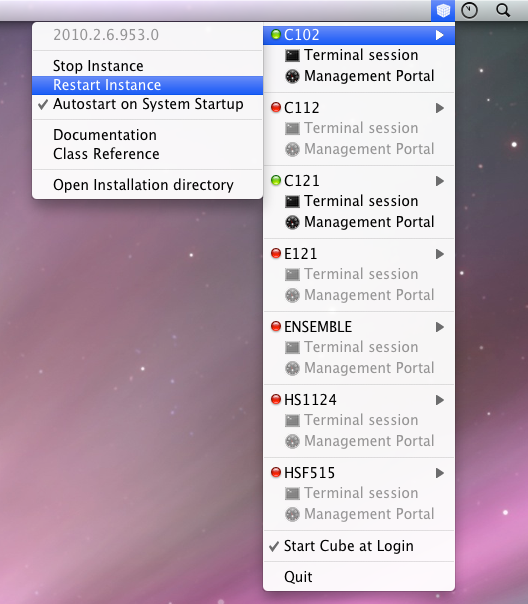 2010.2.6.953.0
Stop Instance
Restart Instance
Autostart on System Startup
Documentation
Class Reference
Open Installation directory
C102
Terminal session
Management Portal
C112
Terminal session
Management Portal
C121
Terminal session
Management Portal
E121
Terminal session
Management Portal
ENSEMBLE
Terminal session
Management Portal
HS1124
Terminal session
Management Portal
HSF515
Terminal session
Management Portal
Start Cube at Login
Quit